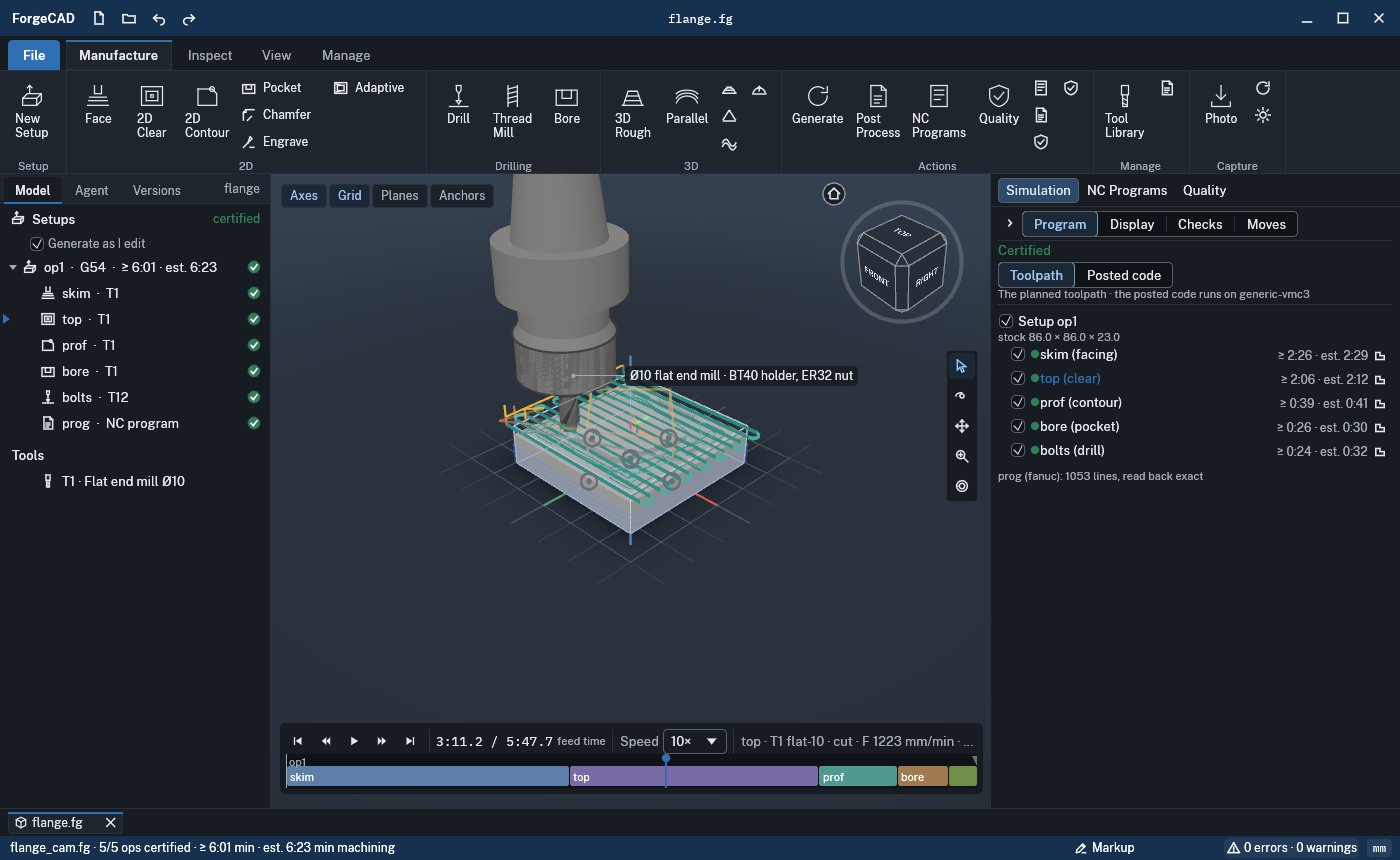 ForgeCAD
flange.fg
File
Manufacture
Inspect
View
Manage
New Setup
Face
2D Clear
2D Contour
Pocket
Chamfer
Engrave
Adaptive
Drill
Thread Mill
Bore
3D Rough
Parallel
Generate
Post Process
NC Programs
Quality
Tool Library
Photo
Setup
2D
Drilling
3D
Actions
Manage
Capture
Model
Agent
Versions
flange
Setups
certified
Generate as I edit
op1 · G54 · ≥ 6:01 · est. 6:23
skim · T1
top · T1
prof · T1
bore · T1
bolts · T12
prog · NC program
Tools
T1 · Flat end mill Ø10
Axes
Grid
Planes
Anchors
TOP
FRONT
RIGHT
Ø10 flat end mill · BT40 holder, ER32 nut
3:11.2 / 5:47.7 feed time
Speed
10×
top · T1 flat-10 · cut · F 1223 mm/min · ...
op1
skim
top
prof
bore
Simulation
NC Programs
Quality
Program
Display
Checks
Moves
Certified
Toolpath
Posted code
The planned toolpath · the posted code runs on generic-vmc3
Setup op1
stock 86.0 × 86.0 × 23.0
skim (facing) ≥ 2:26 · est. 2:29
top (clear) ≥ 2:06 · est. 2:12
prof (contour) ≥ 0:39 · est. 0:41
bore (pocket) ≥ 0:26 · est. 0:30
bolts (drill) ≥ 0:24 · est. 0:32
prog (fanuc): 1053 lines, read back exact
flange.fg
flange_cam.fg · 5/5 ops certified · ≥ 6:01 min · est. 6:23 min machining
Markup
0 errors · 0 warnings
mm